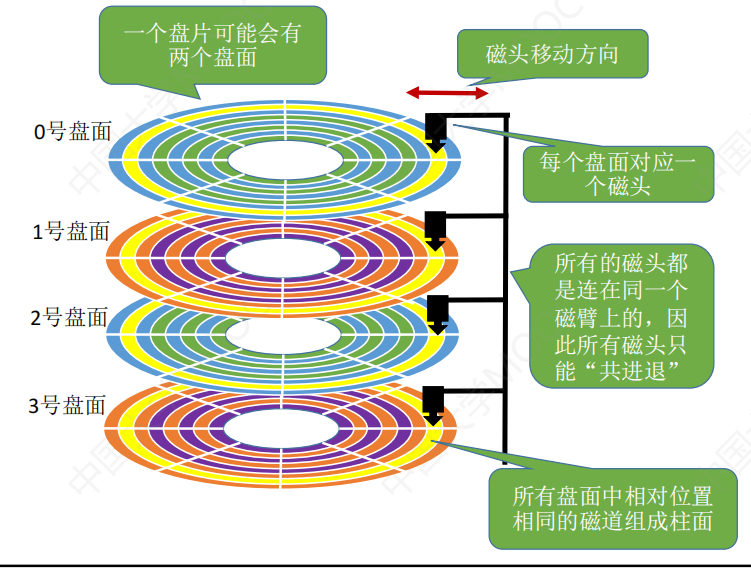 一个盘片可能会有
两个盘面
磁头移动方向
0号盘面
每个盘面对应一
个磁头
1号盘面
所有的磁头都
是连在同一个
磁臂上的，因
此所有磁头只
能“共进退”
2号盘面
3号盘面
所有盘面中相对位置
相同的磁道组成柱面